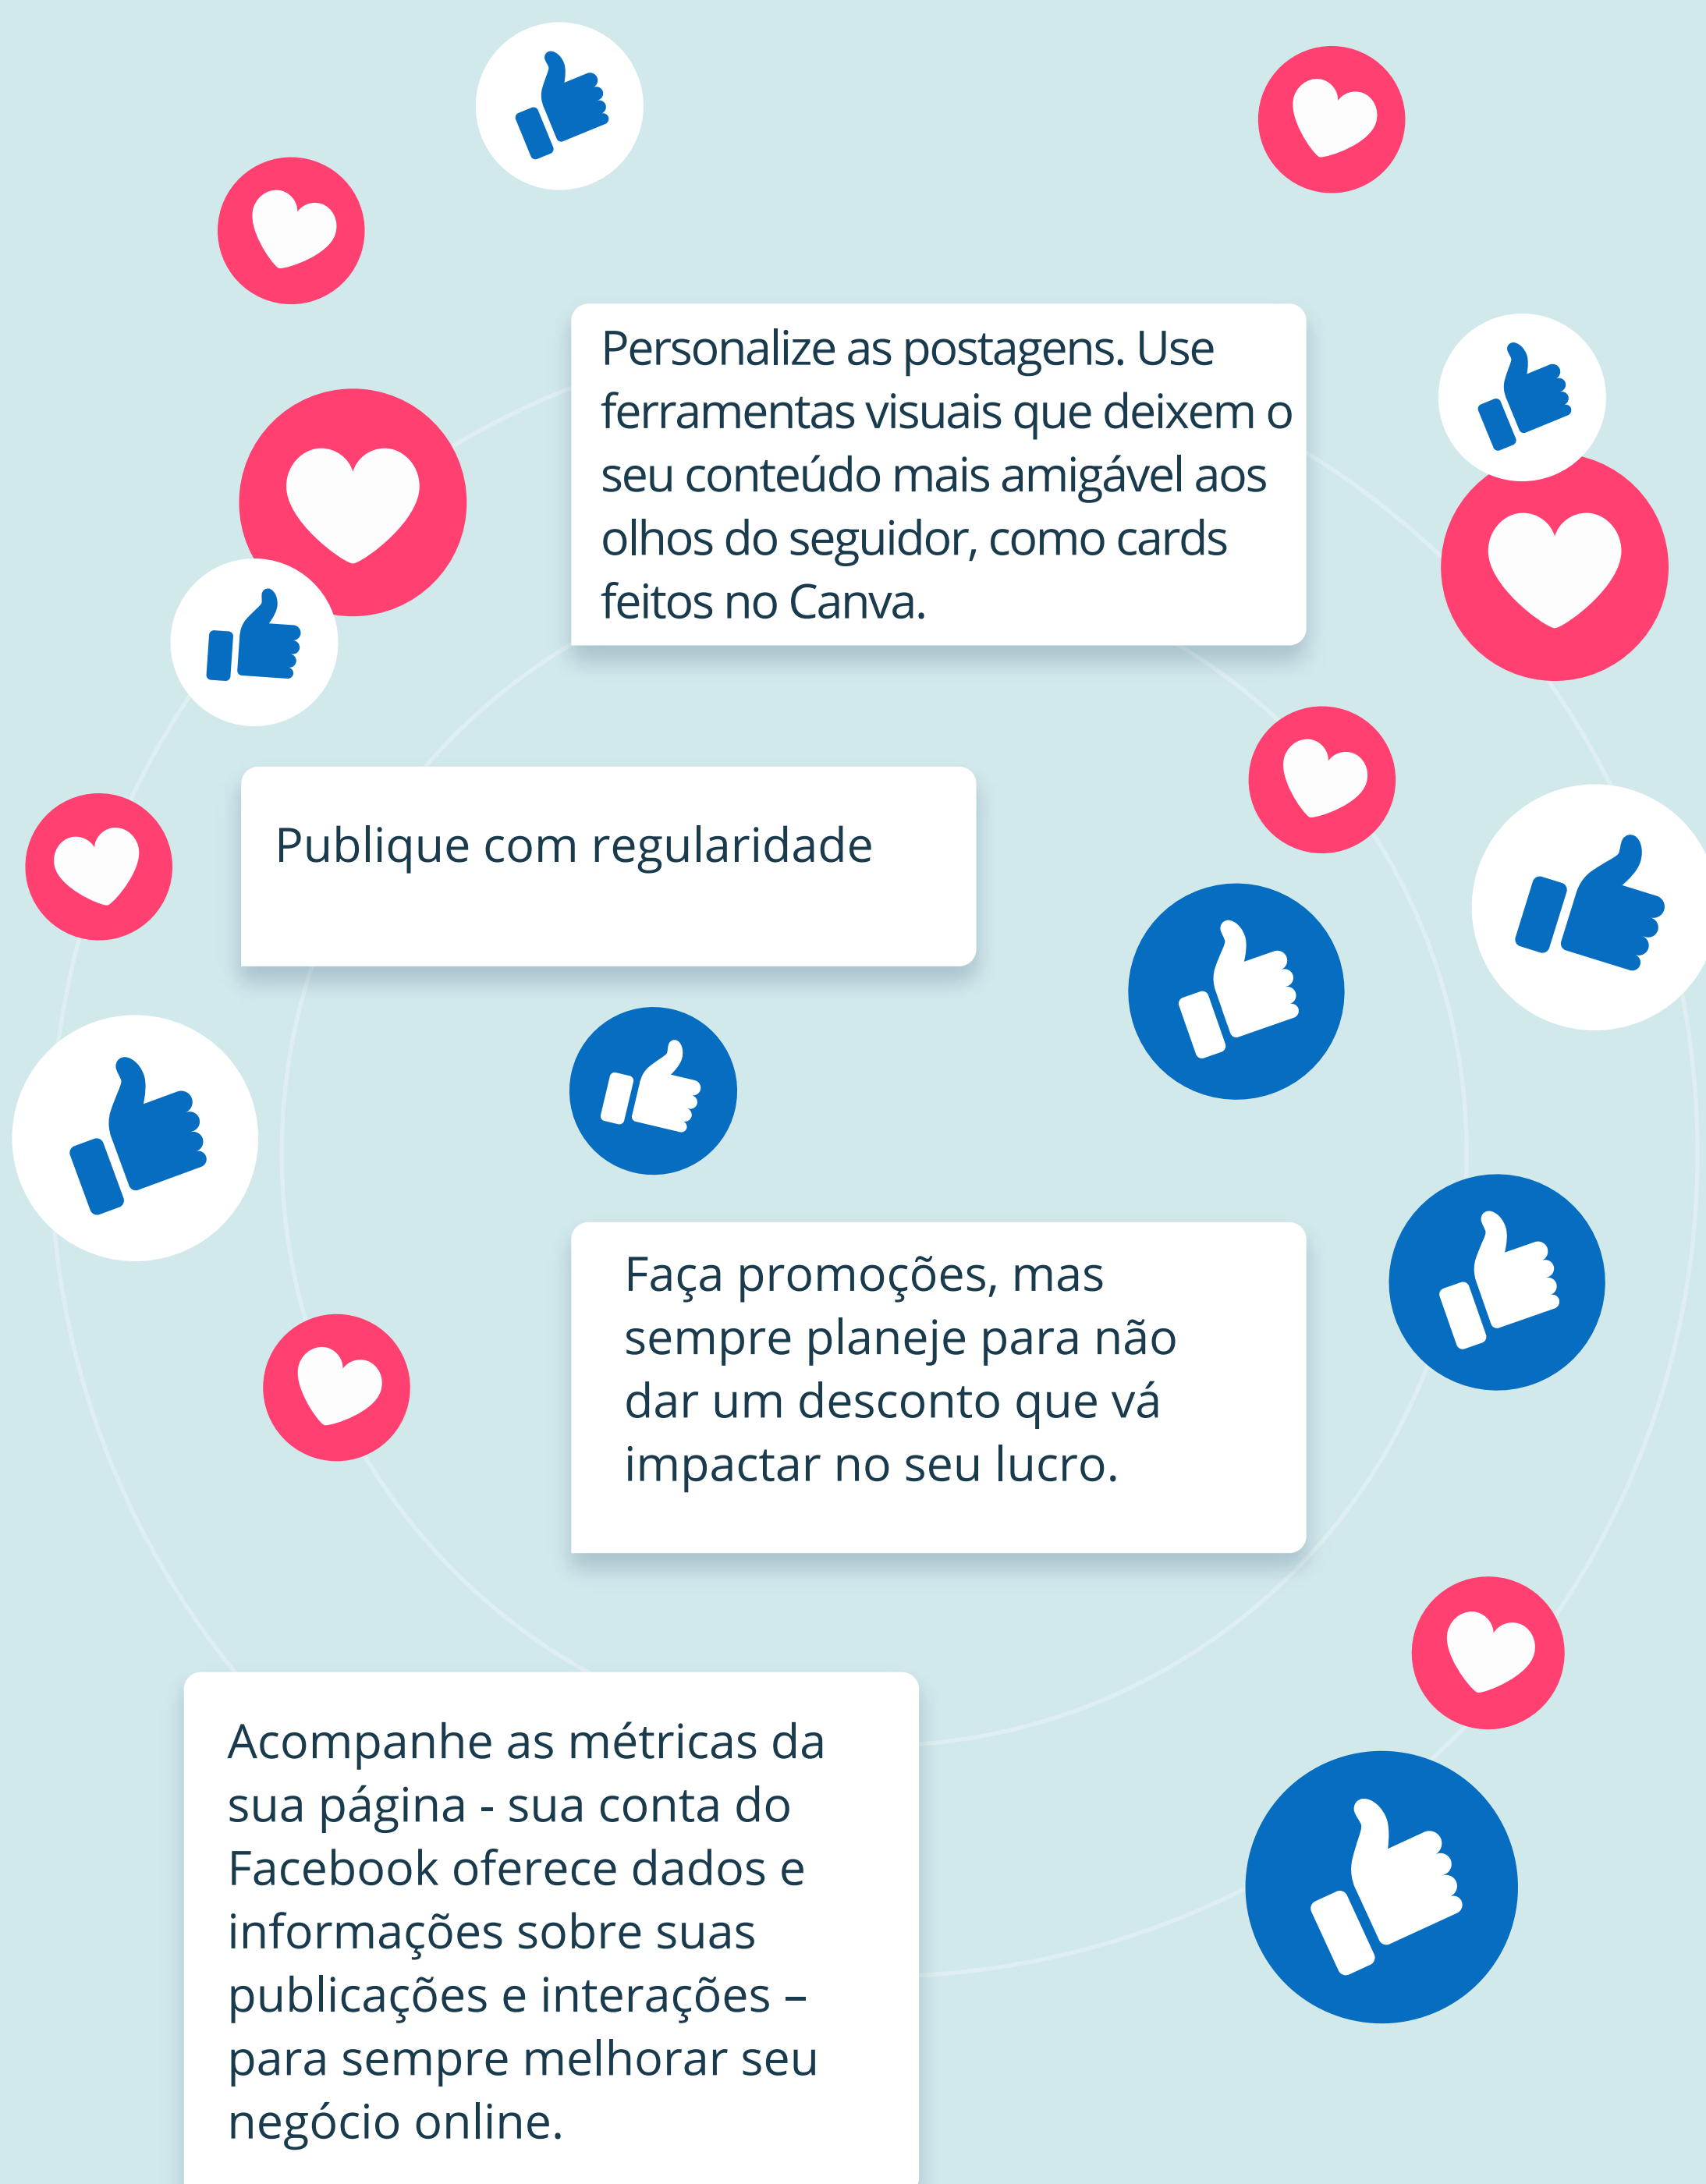 Personalize as postagens. Use
ferramentas visuais que deixem o
seu conteúdo mais amigável aos
olhos do seguidor, como cards
feitos no Canva.
Publique com regularidade
Faça promoções, mas
sempre planeje para não
dar um desconto que vá
impactar no seu lucro.
Acompanhe as métricas da
sua página - sua conta do
Facebook oferece dados e
informações sobre suas
publicações e interações –
para sempre melhorar seu
negócio online.